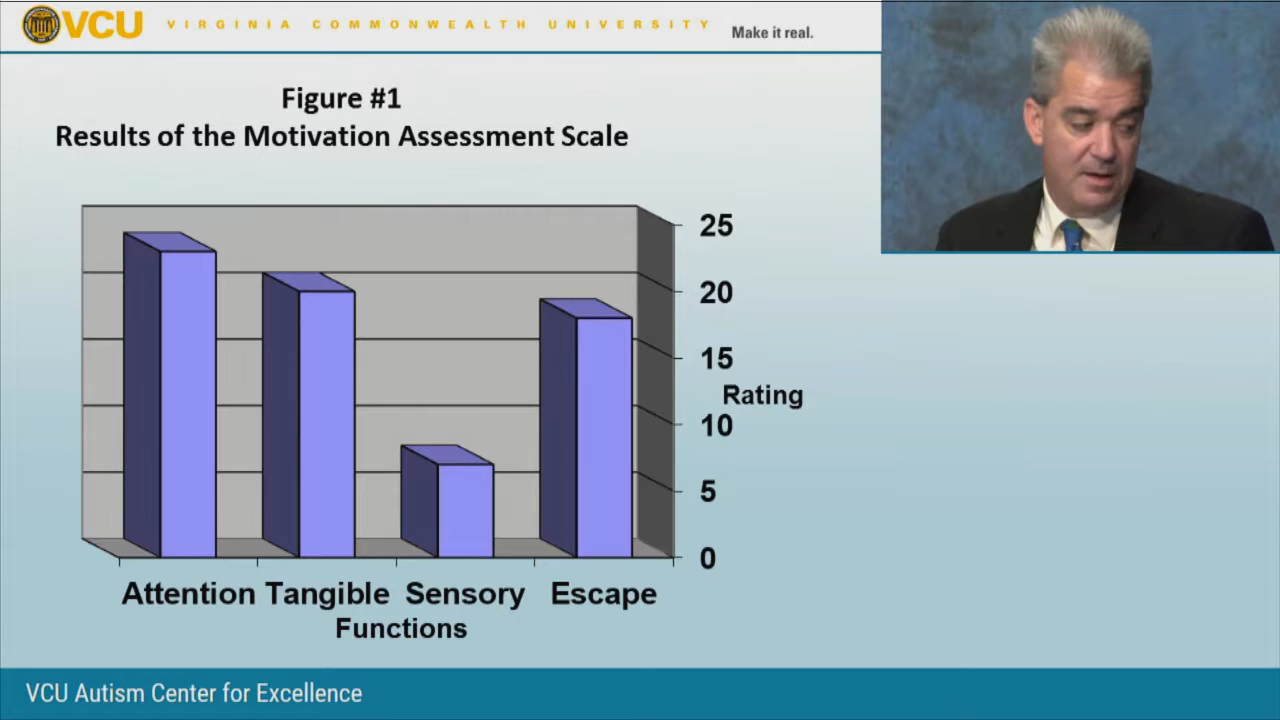 VCU VIRGINIA COMMONWEALTH UNIVERSITY Make it real.
Figure #1
Results of the Motivation Assessment Scale
25
20
15
Rating
10
5
0
Attention Tangible Sensory Escape
Functions
VCU Autism Center for Excellence